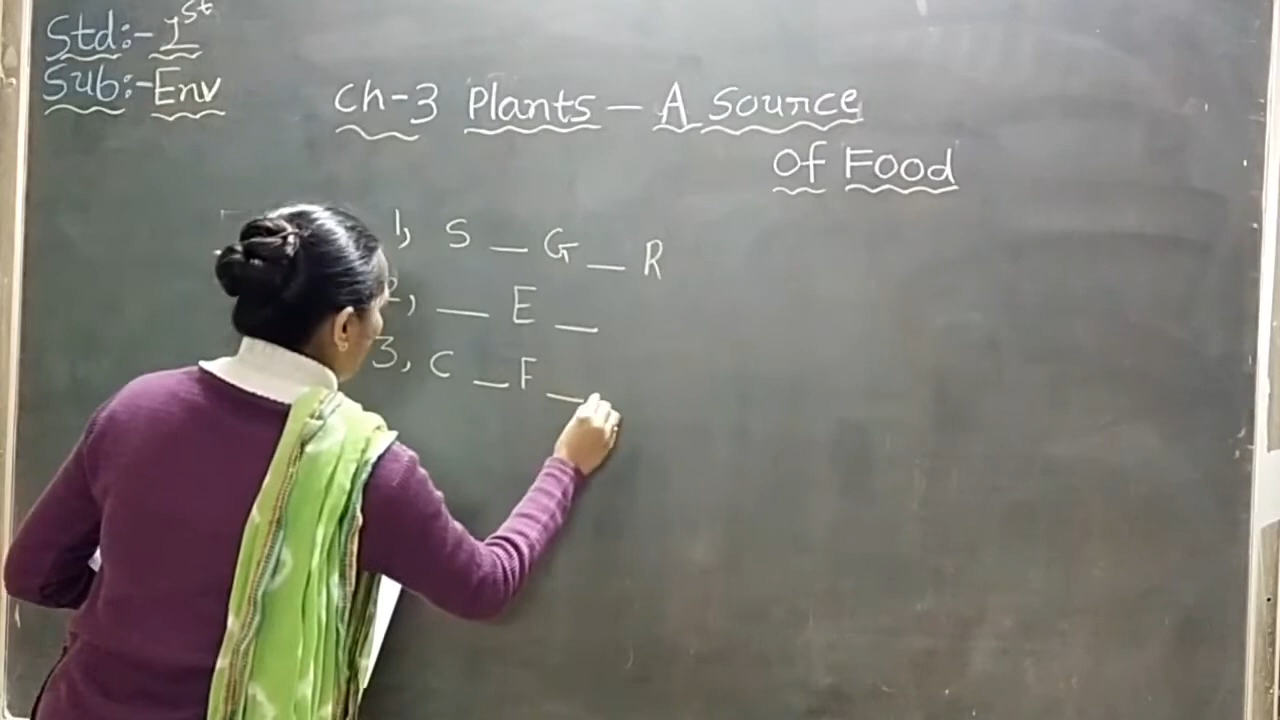 Std:- 1st
Sub:- Env
Ch-3 Plants - A Source
Of Food
1, S _ G _ R
2, _ E _
3, C _ F _